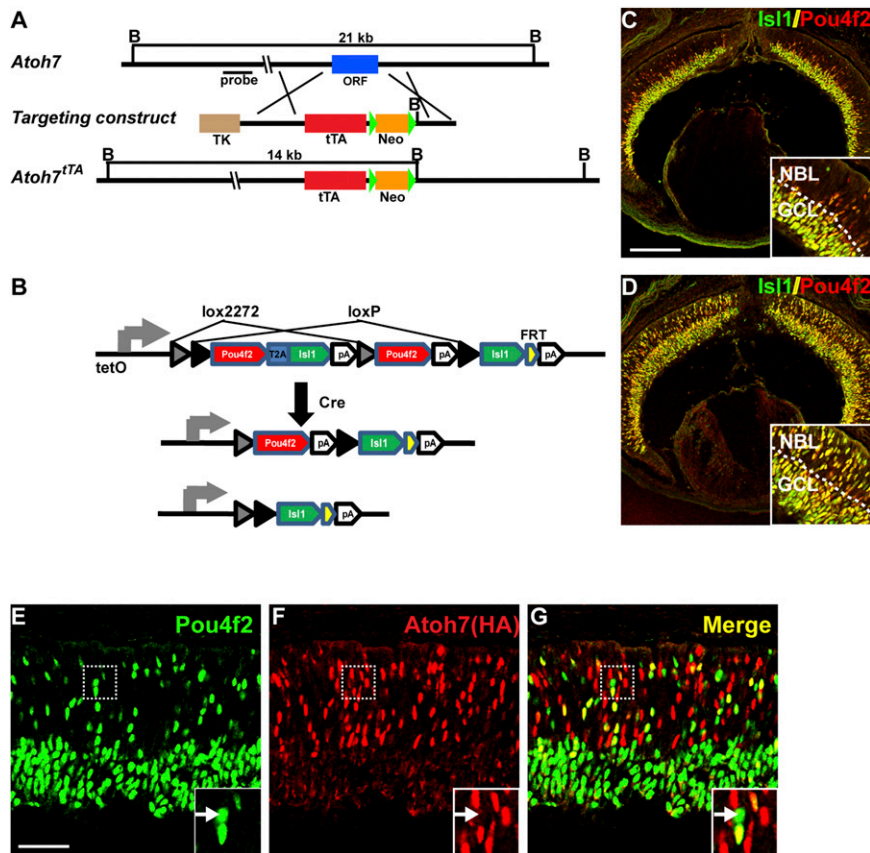 A
B 21 kb B
Atoh7
probe ORF
Targeting construct
B
TK tTA Neo
Atoh7tTA
B 14 kb B B
tTA Neo
B
lox2272 loxP
FRT
Pou4f2 T2A Isl1 pA Pou4f2 pA Isl1 pA
tetO
Cre
Pou4f2 pA Isl1 pA
Isl1 pA
C Isl1/Pou4f2
NBL
GCL
D Isl1/Pou4f2
NBL
GCL
E Pou4f2
F Atoh7(HA)
G Merge